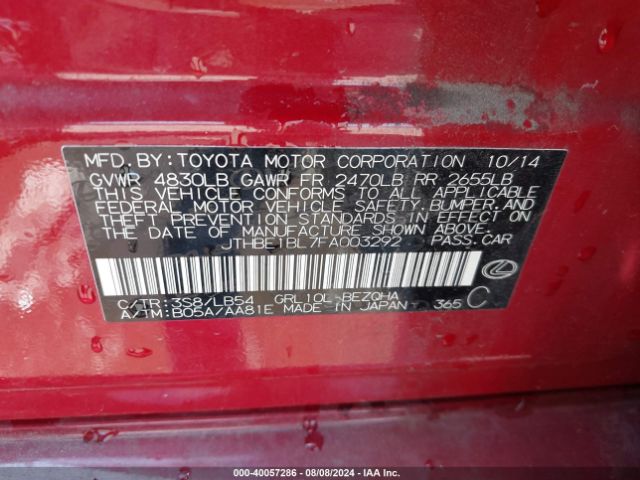 MFD. BY: TOYOTA MOTOR CORPORATION 10/14
GVWR 4830LB GAWR FR 2470LB RR 2655LB
THIS VEHICLE CONFORMS TO ALL APPLICABLE
FEDERAL MOTOR VEHICLE SAFETY, BUMPER, AND
THEFT PREVENTION STANDARDS IN EFFECT ON
THE DATE OF MANUFACTURE SHOWN ABOVE.
JTHBE1BL7FA003292 PASS. CAR
C/TR: 3S8/LB54 GRL10L-BEZQHA
A/TM: B05A/AA81E MADE IN JAPAN 365 C
000-40057286 - 08/08/2024 - IAAI.com